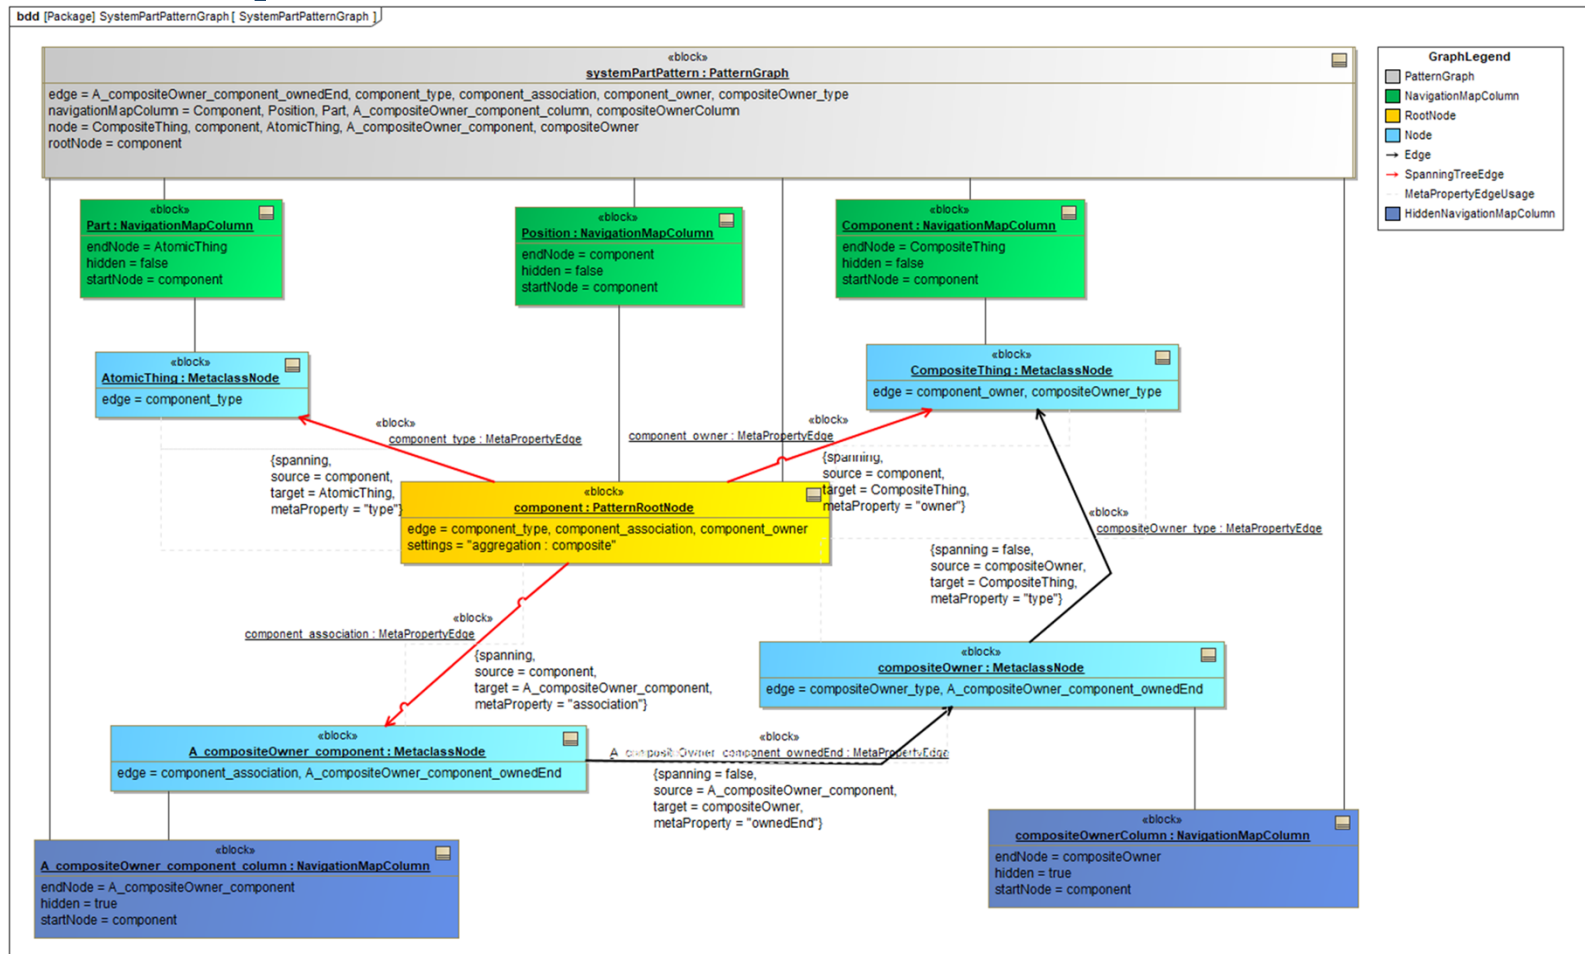 bdd [Package] SystemPartPatternGraph [ SystemPartPatternGraph ]
«block»
systemPartPattern : PatternGraph
edge = A_compositeOwner_component_ownedEnd, component_type, component_association, component_owner, compositeOwner_type
navigationMapColumn = Component, Position, Part, A_compositeOwner_component_column, compositeOwnerColumn
node = CompositeThing, component, AtomicThing, A_compositeOwner_component, compositeOwner
rootNode = component
GraphLegend
PatternGraph
NavigationMapColumn
RootNode
Node
Edge
SpanningTreeEdge
MetaPropertyEdgeUsage
HiddenNavigationMapColumn
«block»
Part : NavigationMapColumn
endNode = AtomicThing
hidden = false
startNode = component
«block»
Position : NavigationMapColumn
endNode = component
hidden = false
startNode = component
«block»
Component : NavigationMapColumn
endNode = CompositeThing
hidden = false
startNode = component
«block»
AtomicThing : MetaclassNode
edge = component_type
«block»
CompositeThing : MetaclassNode
edge = component_owner, compositeOwner_type
«block»
component_type : MetaPropertyEdge
{spanning,
source = component,
target = AtomicThing,
metaProperty = "type"}
«block»
component_owner : MetaPropertyEdge
{spanning,
source = component,
target = CompositeThing,
metaProperty = "owner"}
«block»
component : PatternRootNode
edge = component_type, component_association, component_owner
settings = "aggregation : composite"
«block»
compositeOwner_type : MetaPropertyEdge
{spanning = false,
source = compositeOwner,
target = CompositeThing,
metaProperty = "type"}
«block»
component_association : MetaPropertyEdge
{spanning,
source = component,
target = A_compositeOwner_component,
metaProperty = "association"}
«block»
compositeOwner : MetaclassNode
edge = compositeOwner_type, A_compositeOwner_component_ownedEnd
«block»
A_compositeOwner_component : MetaclassNode
edge = component_association, A_compositeOwner_component_ownedEnd
«block»
A_compositeOwner_component_ownedEnd : MetaPropertyEdge
{spanning = false,
source = A_compositeOwner_component,
target = compositeOwner,
metaProperty = "ownedEnd"}
«block»
A_compositeOwner_component_column : NavigationMapColumn
endNode = A_compositeOwner_component
hidden = true
startNode = component
«block»
compositeOwnerColumn : NavigationMapColumn
endNode = compositeOwner
hidden = true
startNode = component